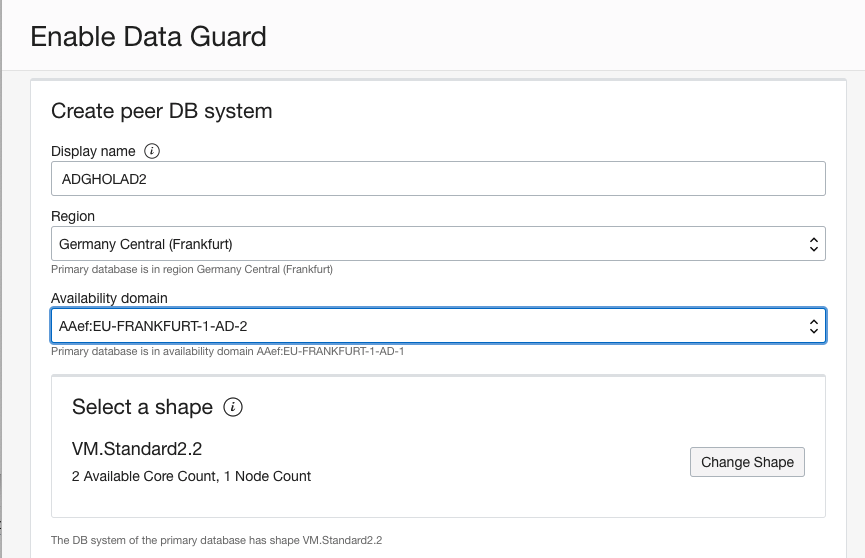 Enable Data Guard
Create peer DB system
Display name i
ADGHOLAD2
Region
Germany Central (Frankfurt)
Primary database is in region Germany Central (Frankfurt)
Availability domain
AAef:EU-FRANKFURT-1-AD-2
Primary database is in availability domain AAef:EU-FRANKFURT-1-AD-1
Select a shape i
VM.Standard2.2
2 Available Core Count, 1 Node Count
Change Shape
The DB system of the primary database has shape VM.Standard2.2